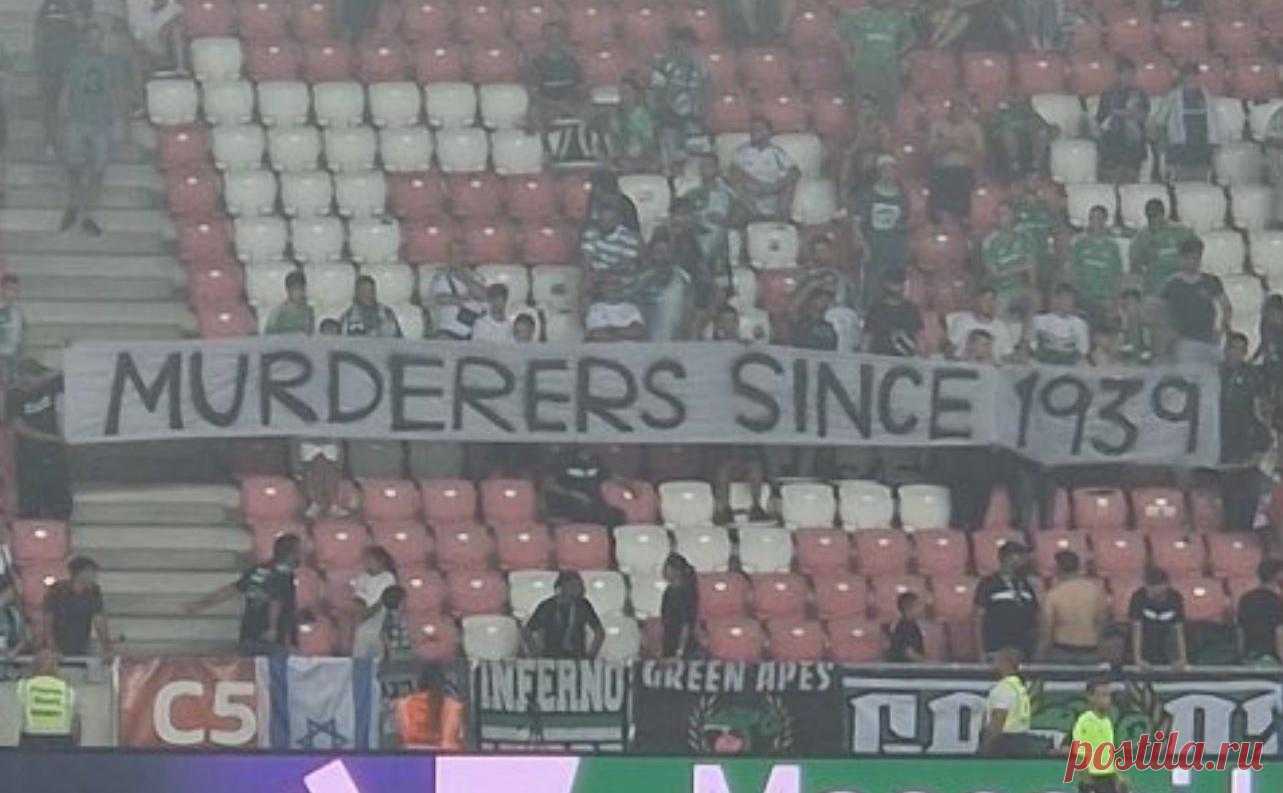 MURDERERS SINCE 1939
C5
INFERNO
GREEN APES
postila.ru